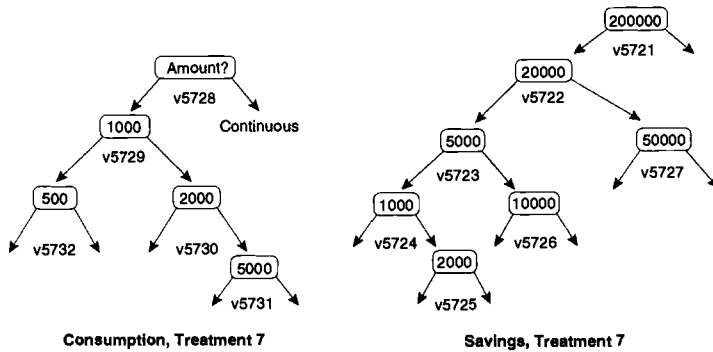 Amount?
v5728
Continuous
1000
v5729
500
v5732
2000
v5730
5000
v5731
Consumption, Treatment 7
200000
v5721
20000
v5722
5000
v5723
50000
v5727
1000
v5724
10000
v5726
2000
v5725
Savings, Treatment 7